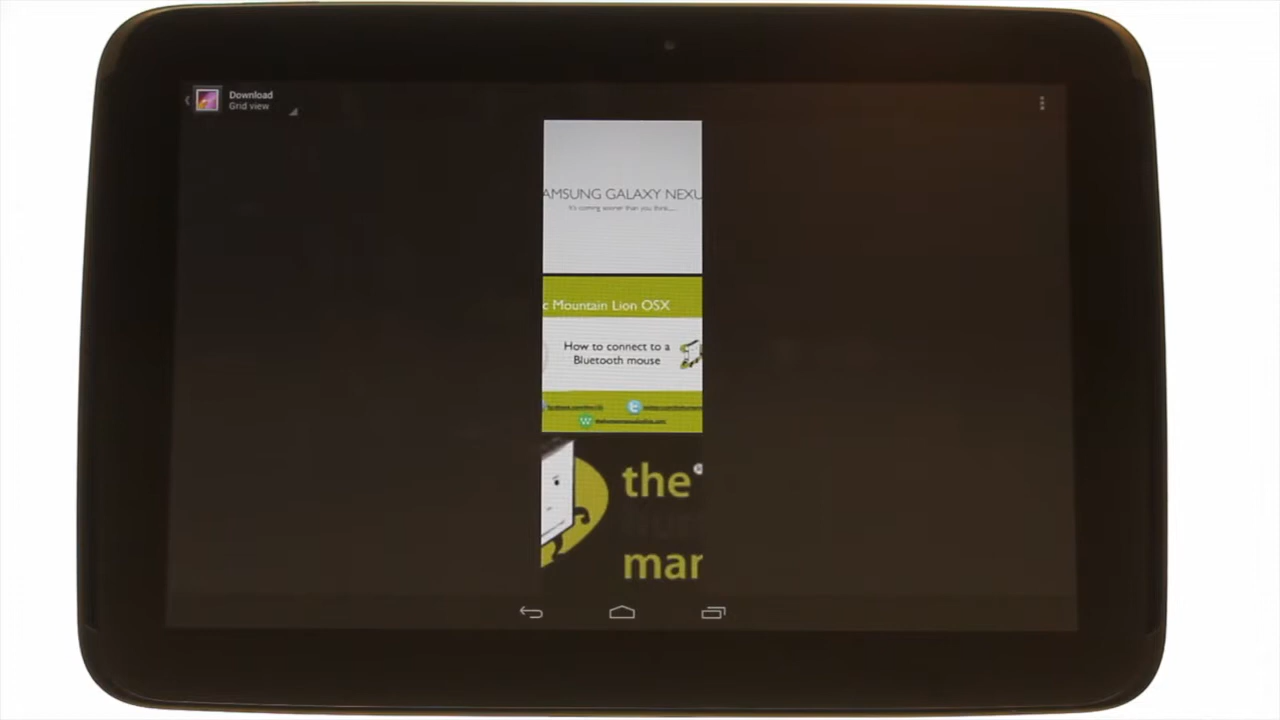 Download
Grid view
AMSUNG GALAXY NEXU
It's coming sooner than you think....
c Mountain Lion OSX
How to connect to a
Bluetooth mouse
W
the
mar